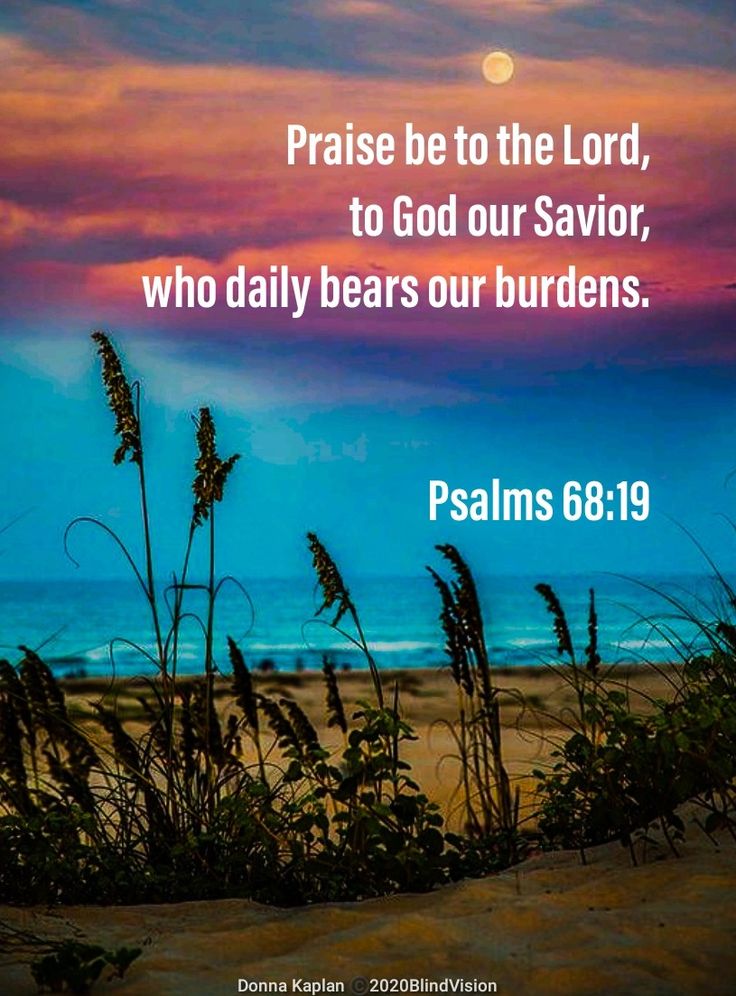 Praise be to the Lord,
to God our Savior,
who daily bears our burdens.
Psalms 68:19
Donna Kaplan ©2020BlindVision